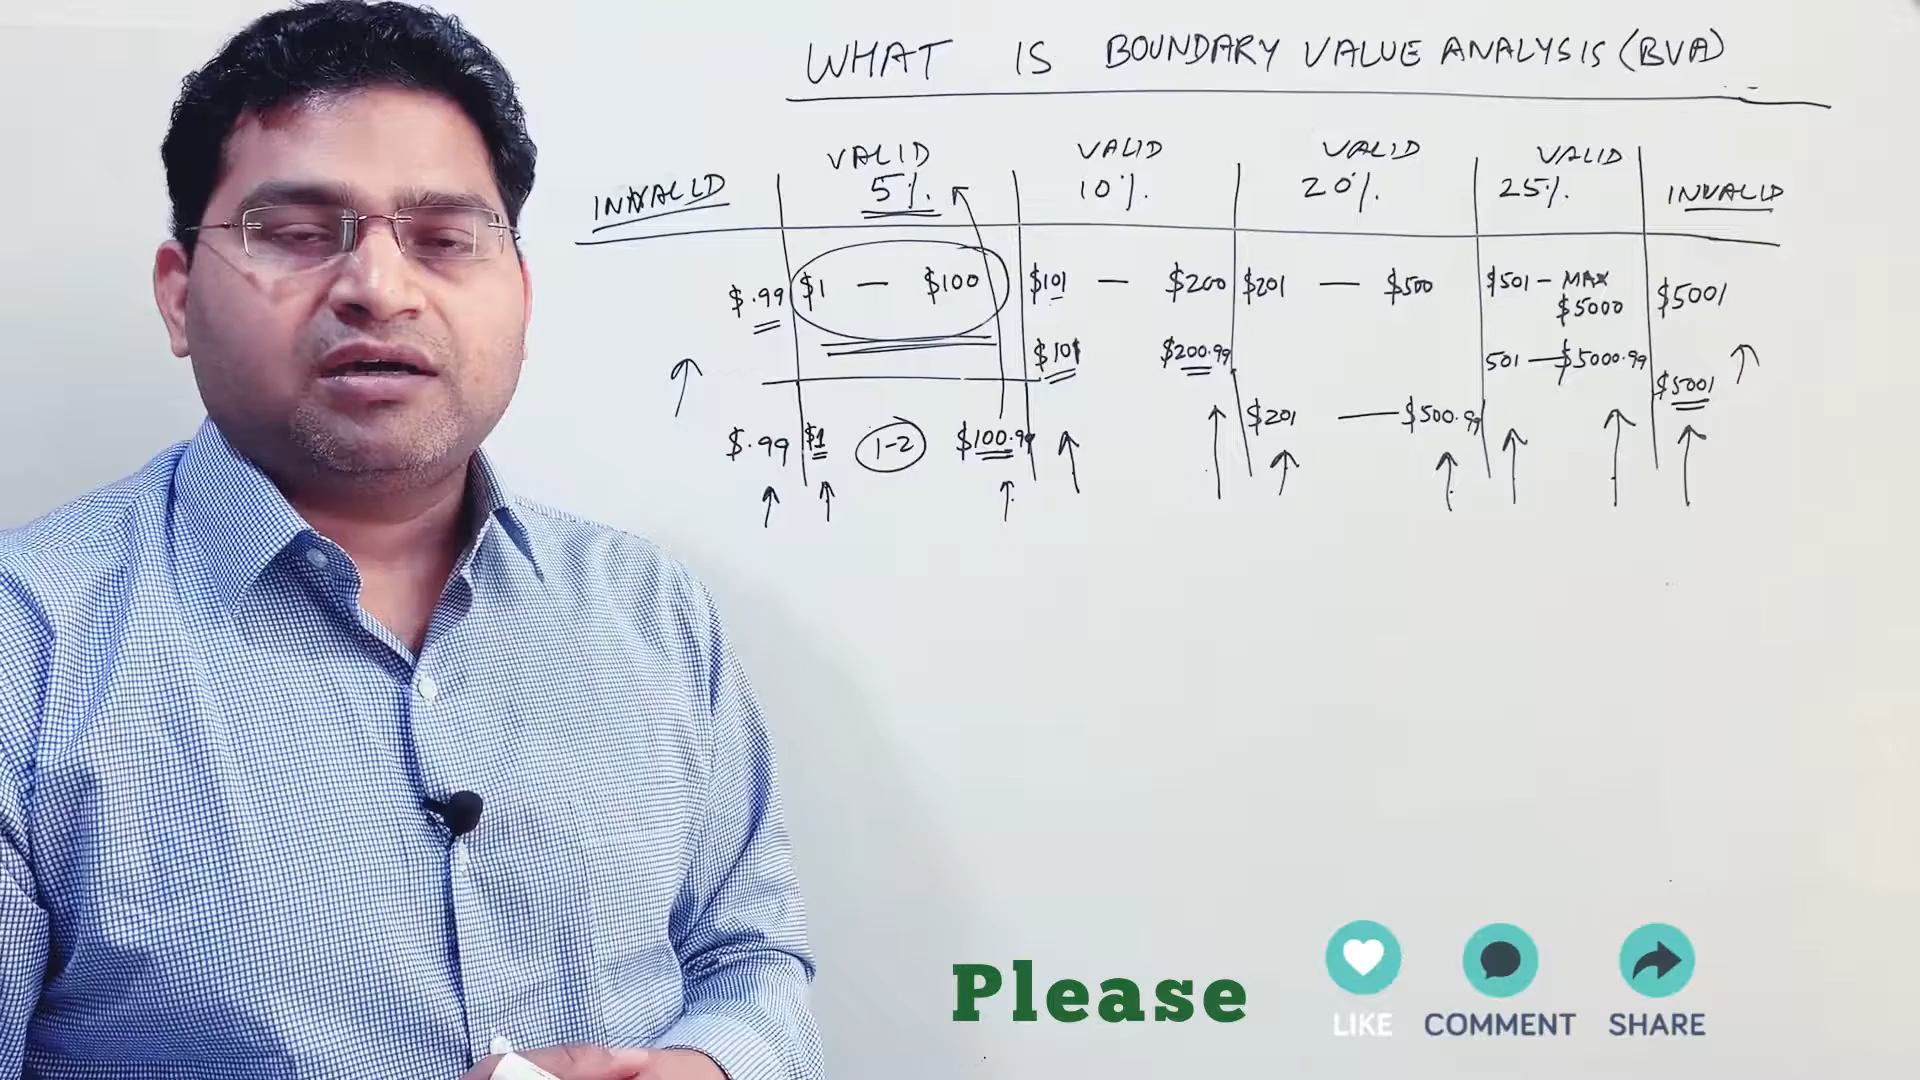 WHAT IS BOUNDARY VALUE ANALYSIS (BVA)
INVALID VALID 5% VALID 10% VALID 20% VALID 25% INVALID
$.99 $1 — $100 $101 — $200 $201 — $500 $501 - MAX $5000 $5001
$101 $200.99 501 — $5000.99 $5001
$201 — $500.99
$.99 $1 1-2 $100.99
Please
LIKE COMMENT SHARE